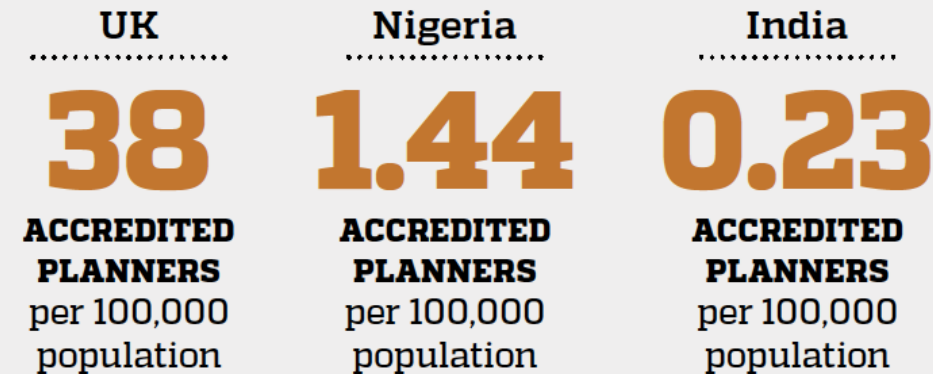 UK
38
ACCREDITED
PLANNERS
per 100,000
population
Nigeria
1.44
ACCREDITED
PLANNERS
per 100,000
population
India
0.23
ACCREDITED
PLANNERS
per 100,000
population